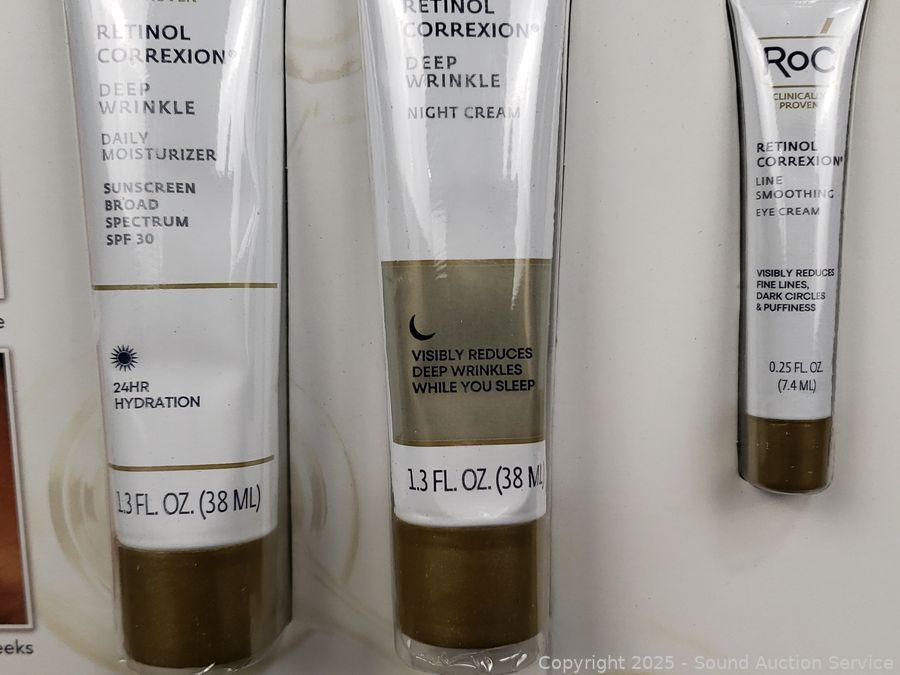 RETINOL
CORREXION®
DEEP
WRINKLE
DAILY
MOISTURIZER
SUNSCREEN
BROAD
SPECTRUM
SPF 30
24HR
HYDRATION
1.3 FL. OZ. (38 ML)
RETINOL
CORREXION®
DEEP
WRINKLE
NIGHT CREAM
VISIBLY REDUCES
DEEP WRINKLES
WHILE YOU SLEEP
1.3 FL. OZ. (38 ML)
RoC
CLINICALLY
PROVEN
RETINOL
CORREXION®
LINE
SMOOTHING
EYE CREAM
VISIBLY REDUCES
FINE LINES,
DARK CIRCLES
& PUFFINESS
0.25 FL. OZ.
(7.4 ML)
Copyright 2025 - Sound Auction Service